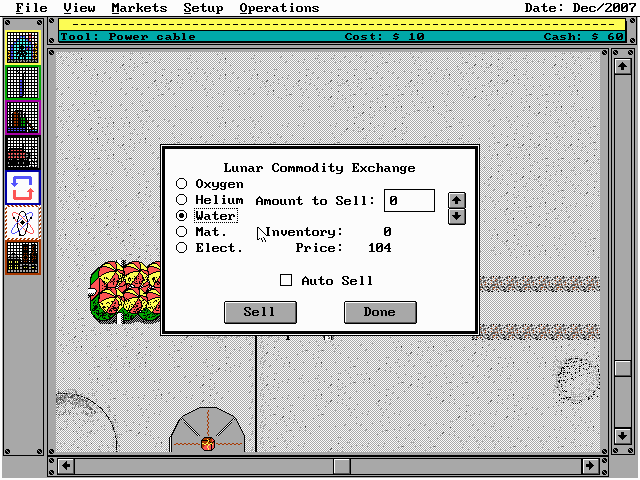 File View Markets Setup Operations Date: Dec/2007
Tool: Power cable Cost: $ 10 Cash: $ 60
Lunar Commodity Exchange
Oxygen
Helium Amount to Sell: 0
Water
Mat. Inventory: 0
Elect. Price: 104
Auto Sell
Sell Done